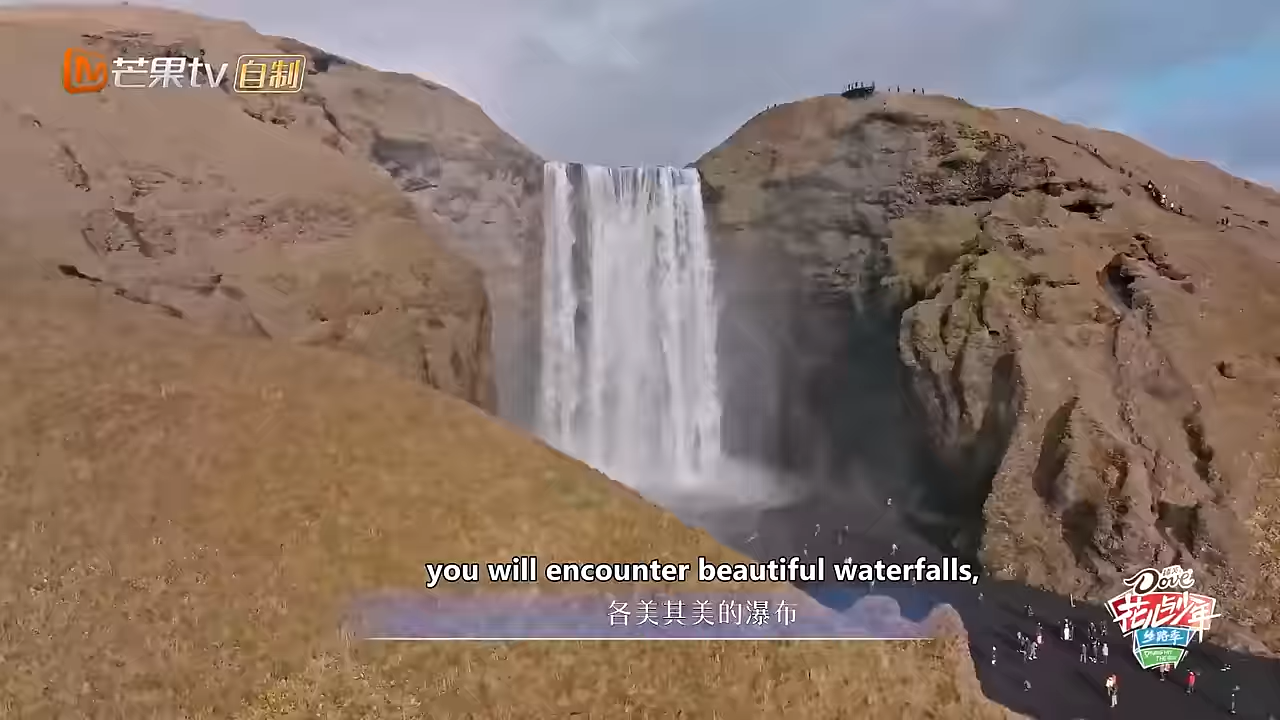 芒果tv 自制
you will encounter beautiful waterfalls,
各美其美的瀑布
Dove
花儿与少年
丝路季